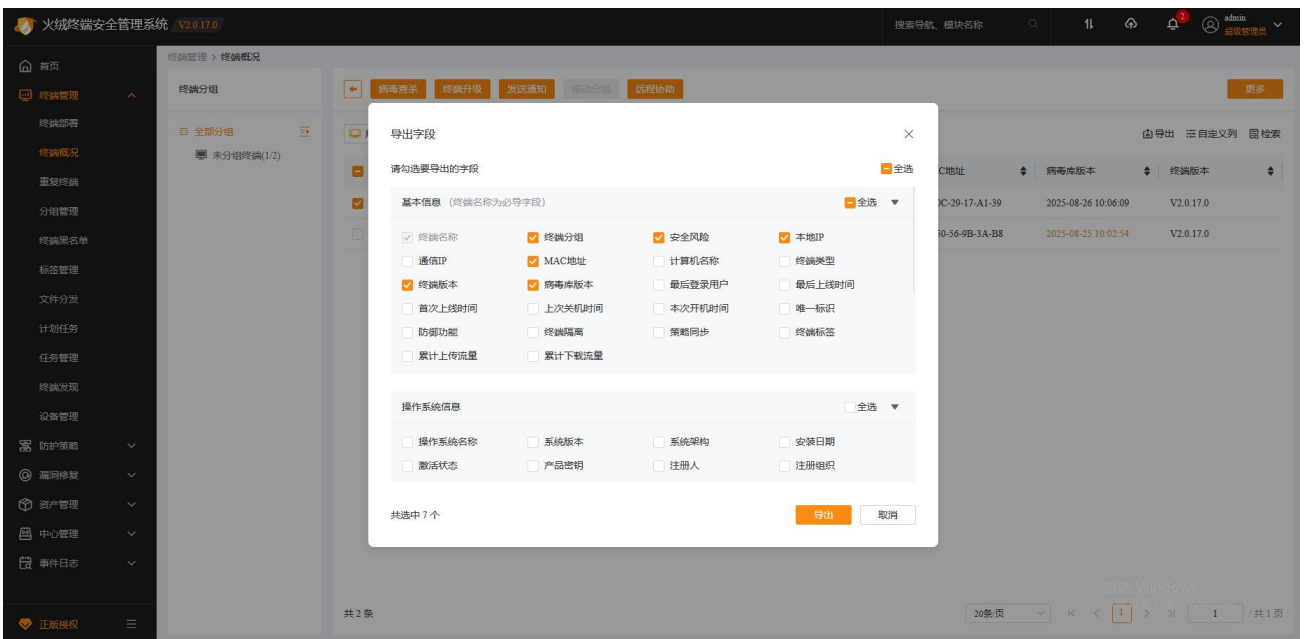 火绒终端安全管理系统 V2.0.17.0
搜索导航、模块名称
2
admin
超级管理员
首页
终端管理
终端部署
终端概况
重复终端
分组管理
终端黑名单
标签管理
文件分发
计划任务
任务管理
终端发现
设备管理
防护策略
漏洞修复
资产管理
中心管理
事件日志
正版授权
终端管理 > 终端概况
终端分组
全部分组
未分组终端(1/2)
病毒查杀 终端升级 发送通知 移动分组 远程协助 更多
导出 自定义列 检索
C地址 病毒库版本 终端版本
0C-29-17-A1-39 2025-08-26 10:06:09 V2.0.17.0
50-56-9B-3A-B8 2025-08-25 10:02:54 V2.0.17.0
导出字段
请勾选要导出的字段 全选
基本信息 (终端名称为必导字段) 全选
终端名称 终端分组 安全风险 本地IP
通信IP MAC地址 计算机名称 终端类型
终端版本 病毒库版本 最后登录用户 最后上线时间
首次上线时间 上次关机时间 本次开机时间 唯一标识
防御功能 终端隔离 策略同步 终端标签
累计上传流量 累计下载流量
操作系统信息 全选
操作系统名称 系统版本 系统架构 安装日期
激活状态 产品密钥 注册人 注册组织
共选中 7 个 导出 取消
激活 Windows
共 2 条 20条/页 1 1 /共 1 页